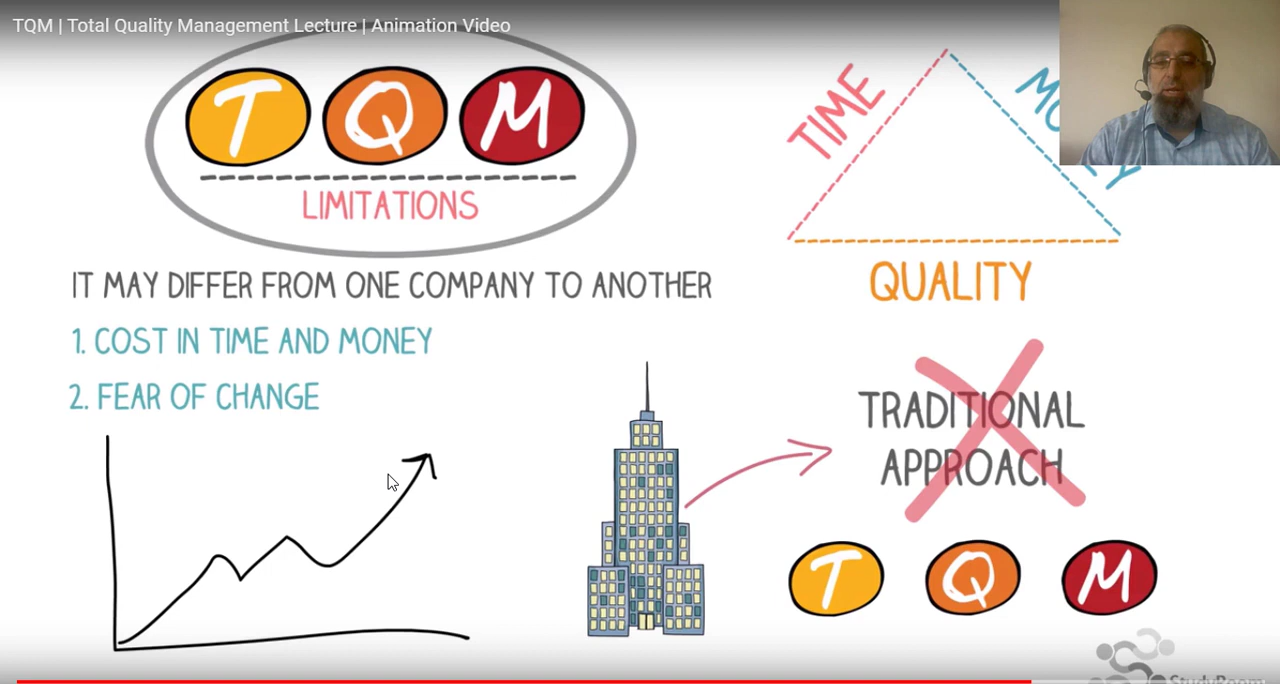 TQM | Total Quality Management Lecture | Animation Video
T Q M
LIMITATIONS
IT MAY DIFFER FROM ONE COMPANY TO ANOTHER
1. COST IN TIME AND MONEY
2. FEAR OF CHANGE
TIME
QUALITY
TRADITIONAL
APPROACH
T Q M